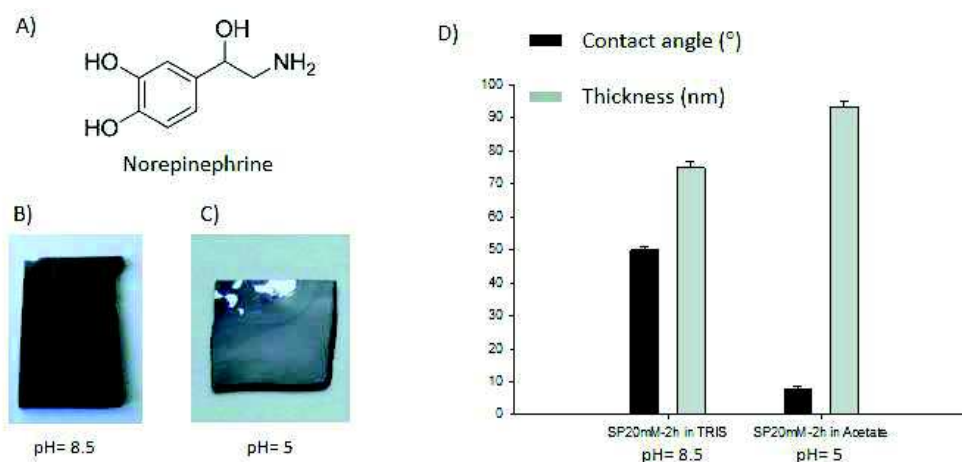 A)
OH
HO
NH₂
HO
Norepinephrine
B)
C)
pH= 8.5
pH= 5
D)
Contact angle (°)
Thickness (nm)
100
90
80
70
60
50
40
30
20
10
0
SP20mM-2h in TRIS
SP20mM-2h in Acetate
pH= 8.5
pH= 5